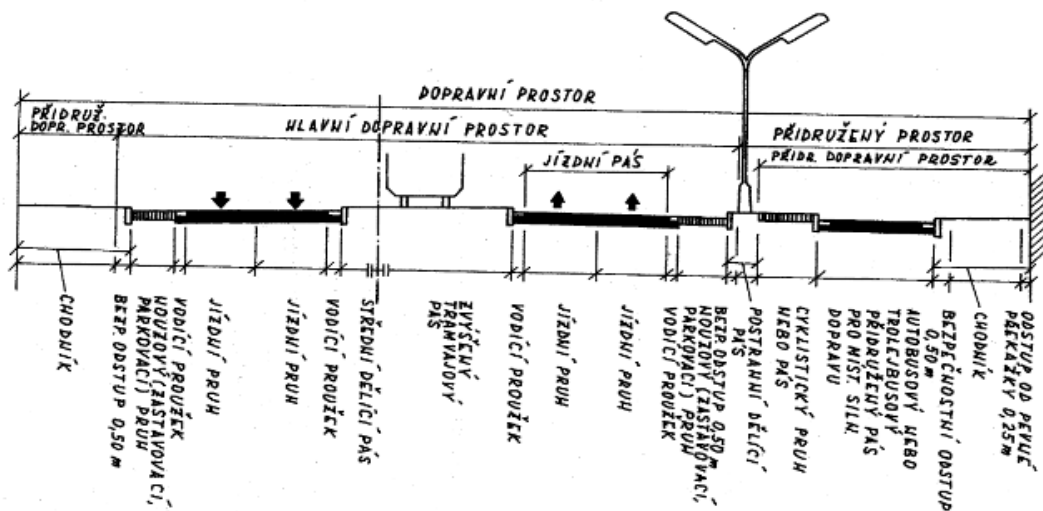 DOPRAVNÍ PROSTOR
PŘIDRUŽ.
DOPR. PROSTOR
HLAVNÍ DOPRAVNÍ PROSTOR
PŘIDRUŽENÝ PROSTOR
JÍZDNÍ PÁS
PŘIDR. DOPRAVNÍ PROSTOR
CHODNÍK
BEZP. ODSTUP 0,50 m
NOUZOVÝ (ZASTAVOVACÍ,
PARKOVACÍ) PRUH
VODÍCÍ PROUŽEK
JÍZDNÍ PRUH
JÍZDNÍ PRUH
VODÍCÍ PROUŽEK
STŘEDNÍ DĚLÍCÍ PÁS
ZVÝŠENÝ
TRAMVAJOVÝ
PÁS
VODÍCÍ PROUŽEK
JÍZDNÍ PRUH
JÍZDNÍ PRUH
VODÍCÍ PROUŽEK
NOUZOVÝ (ZASTAVOVACÍ,
PARKOVACÍ) PRUH
BEZP. ODSTUP 0,50 m
POSTRANNÍ DĚLÍCÍ
PÁS
CYKLISTICKÝ PRUH
NEBO PÁS
AUTOBUSOVÝ NEBO
TROLEJBUSOVÝ
PŘIDRUŽENÝ PÁS
PRO MÍST. SILN.
DOPRAVU
BEZPEČNOSTNÍ ODSTUP
0,50 m
CHODNÍK
ODSTUP OD PEVNÉ
PŘEKÁŽKY 0,25 m